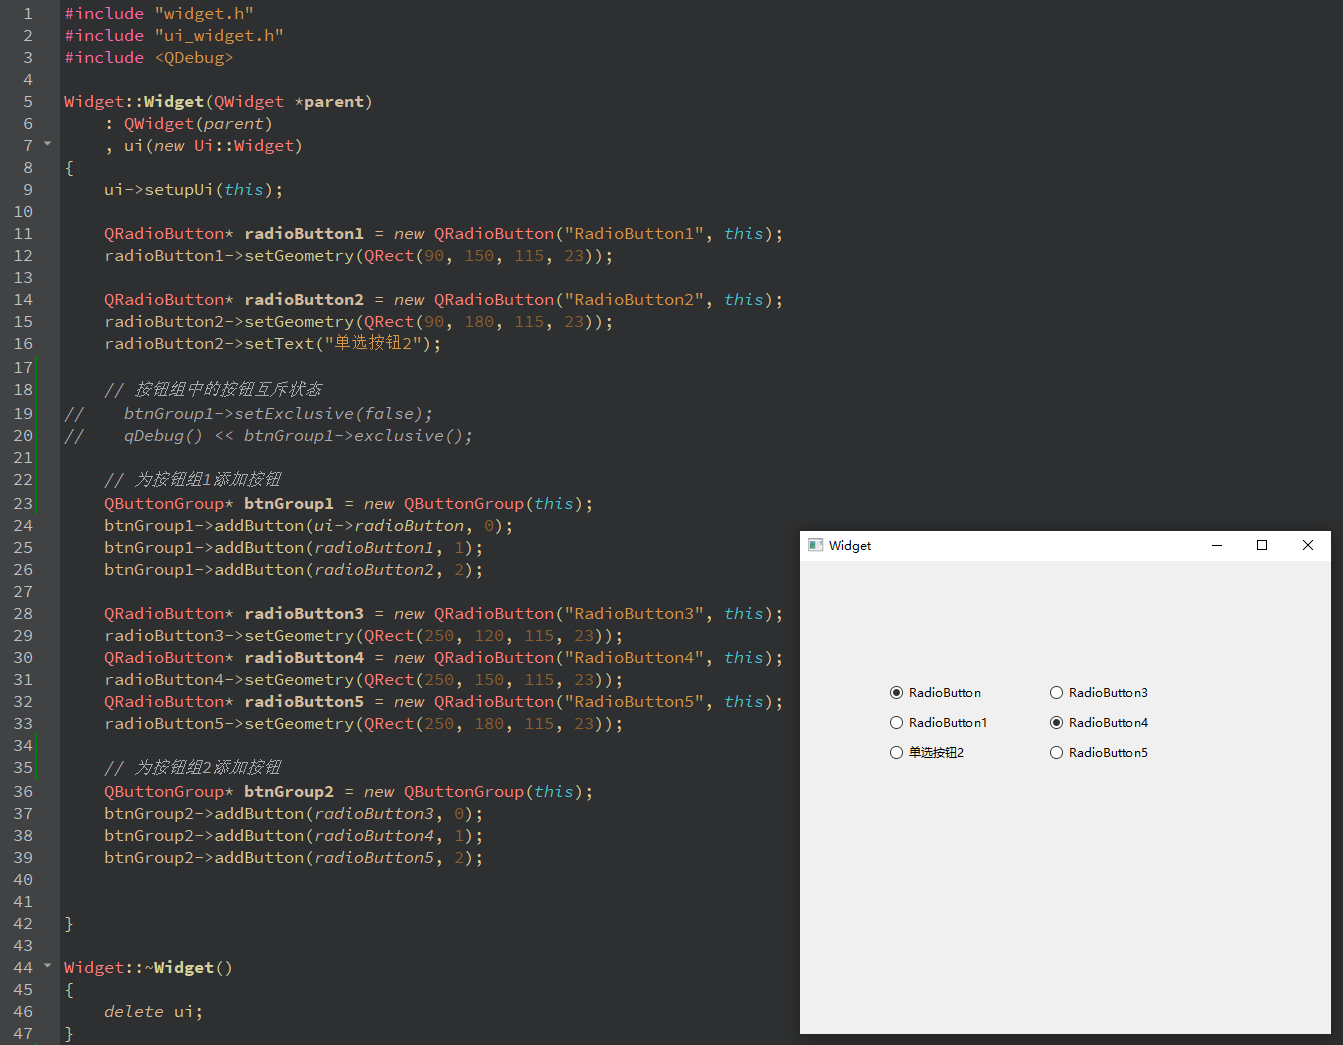 1 #include "widget.h"
2 #include "ui_widget.h"
3 #include <QDebug>
4
5 Widget::Widget(QWidget *parent)
6     : QWidget(parent)
7     , ui(new Ui::Widget)
8 {
9     ui->setupUi(this);
10
11     QRadioButton* radioButton1 = new QRadioButton("RadioButton1", this);
12     radioButton1->setGeometry(QRect(90, 150, 115, 23));
13
14     QRadioButton* radioButton2 = new QRadioButton("RadioButton2", this);
15     radioButton2->setGeometry(QRect(90, 180, 115, 23));
16     radioButton2->setText("单选按钮2");
17
18     // 按钮组中的按钮互斥状态
19 //    btnGroup1->setExclusive(false);
20 //    qDebug() << btnGroup1->exclusive();
21
22     // 为按钮组1添加按钮
23     QButtonGroup* btnGroup1 = new QButtonGroup(this);
24     btnGroup1->addButton(ui->radioButton, 0);
25     btnGroup1->addButton(radioButton1, 1);
26     btnGroup1->addButton(radioButton2, 2);
27
28     QRadioButton* radioButton3 = new QRadioButton("RadioButton3", this);
29     radioButton3->setGeometry(QRect(250, 120, 115, 23));
30     QRadioButton* radioButton4 = new QRadioButton("RadioButton4", this);
31     radioButton4->setGeometry(QRect(250, 150, 115, 23));
32     QRadioButton* radioButton5 = new QRadioButton("RadioButton5", this);
33     radioButton5->setGeometry(QRect(250, 180, 115, 23));
34
35     // 为按钮组2添加按钮
36     QButtonGroup* btnGroup2 = new QButtonGroup(this);
37     btnGroup2->addButton(radioButton3, 0);
38     btnGroup2->addButton(radioButton4, 1);
39     btnGroup2->addButton(radioButton5, 2);
40
41
42 }
43
44 Widget::~Widget()
45 {
46     delete ui;
47 }
Widget
RadioButton RadioButton3
RadioButton1 RadioButton4
单选按钮2 RadioButton5